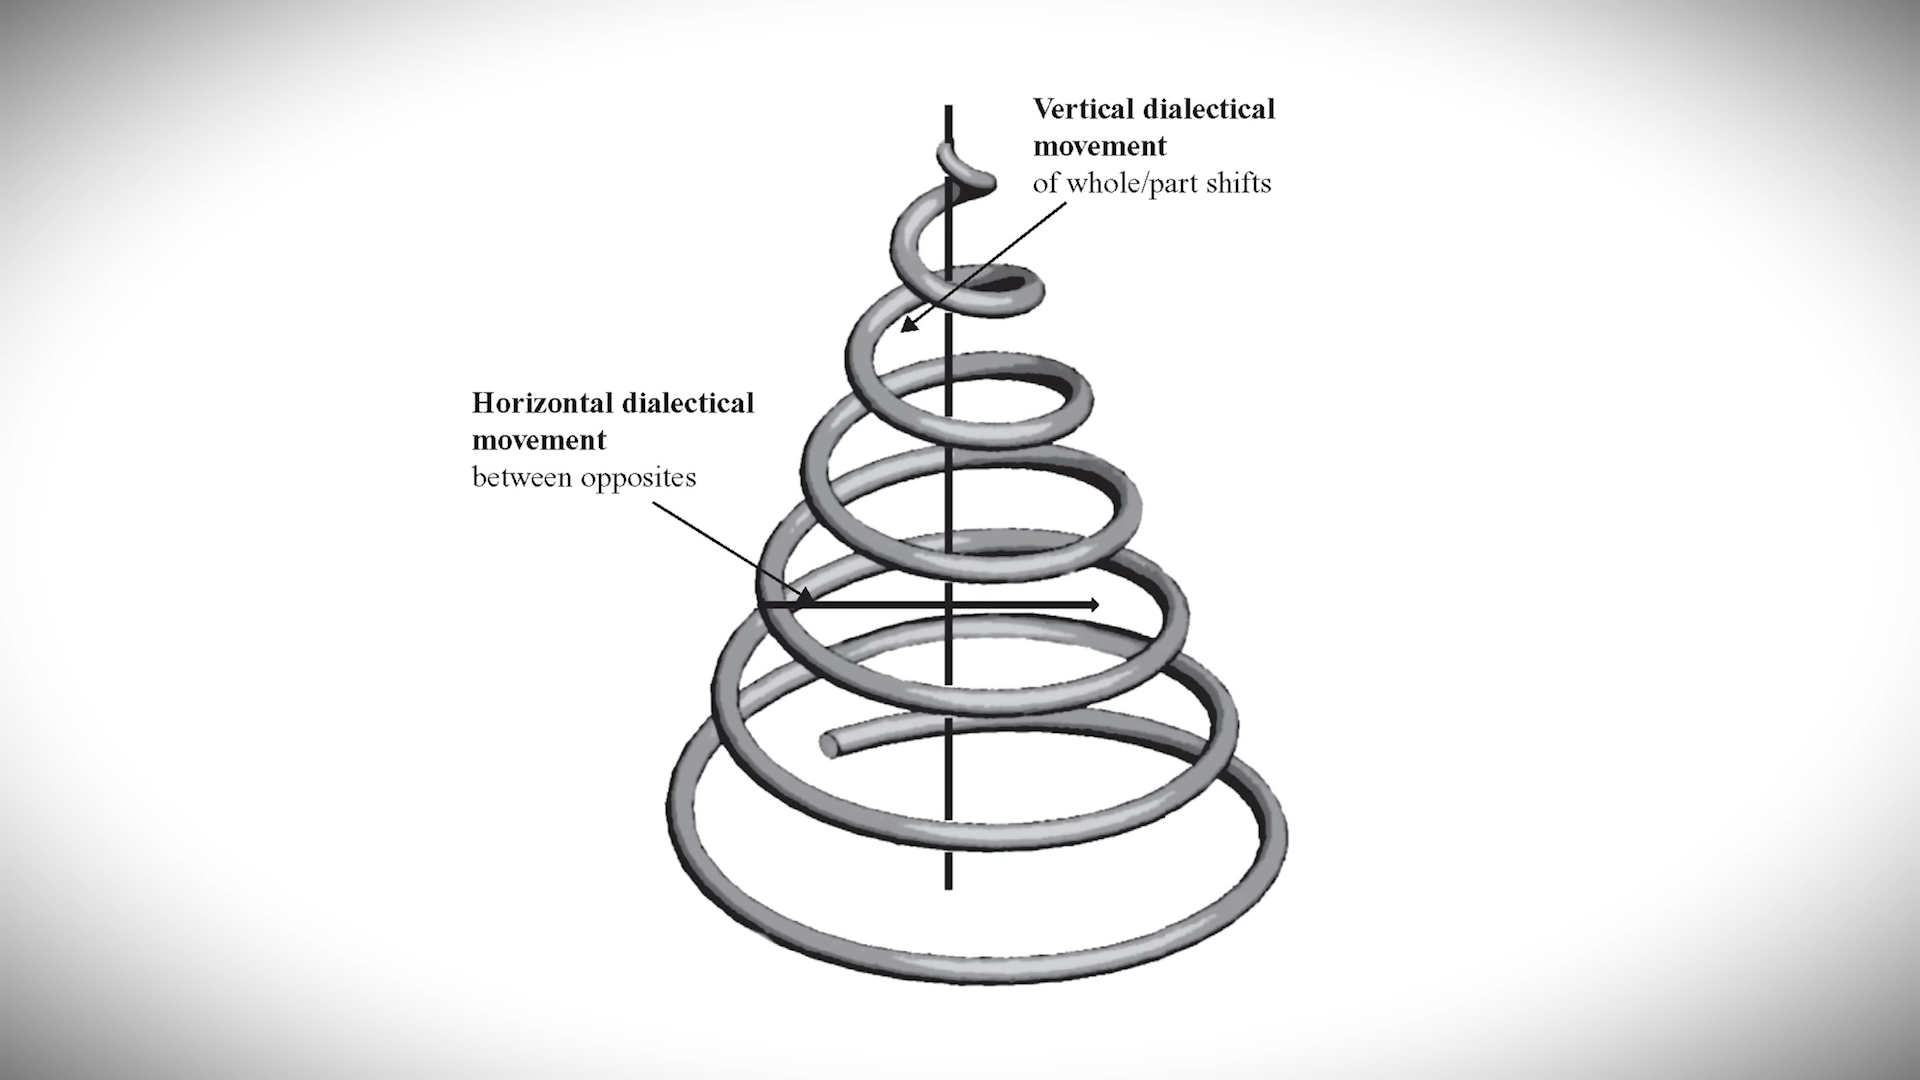 Vertical dialectical
movement
of whole/part shifts
Horizontal dialectical
movement
between opposites